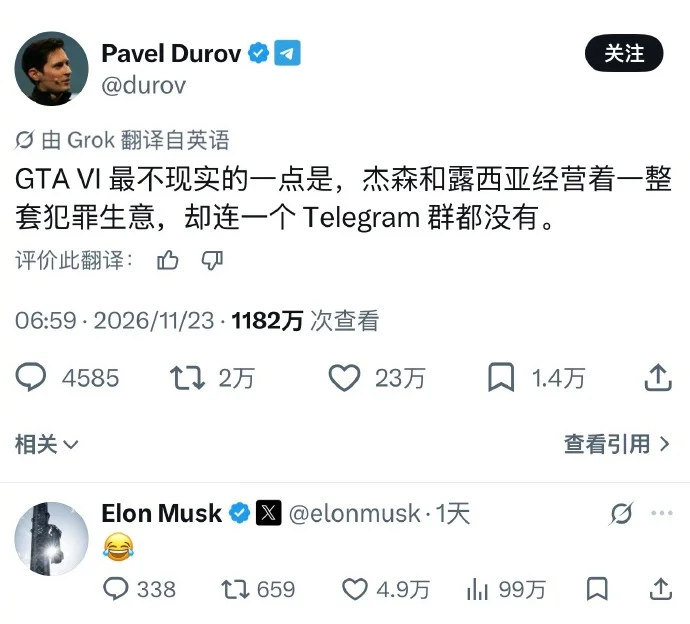 Pavel Durov
关注
@durov
由 Grok 翻译自英语
GTA VI 最不现实的一点是，杰森和露西亚经营着一整
套犯罪生意，却连一个 Telegram 群都没有。
评价此翻译：
06:59 · 2026/11/23 · 1182万 次查看
4585 2万 23万 1.4万
相关 查看引用
Elon Musk @elonmusk · 1天
😂
338 659 4.9万 99万